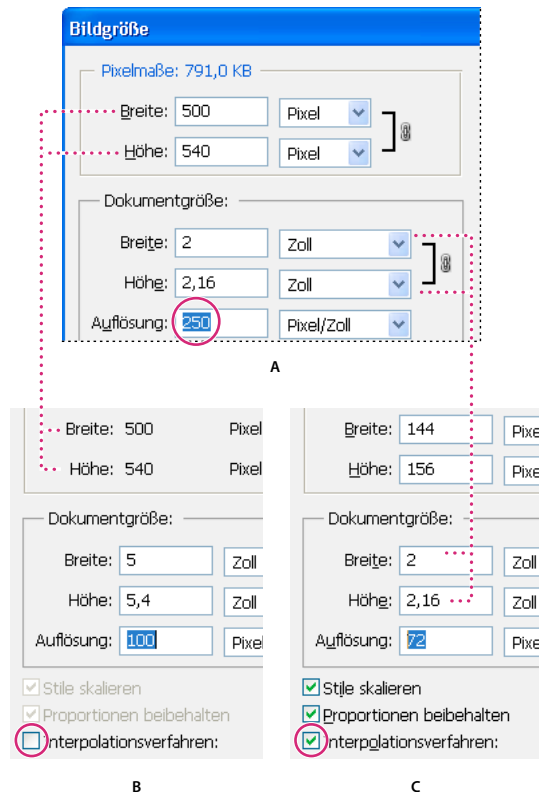 Bildgröße
Pixelmaße: 791,0 KB
Breite: 500 Pixel
Höhe: 540 Pixel
Dokumentgröße:
Breite: 2 Zoll
Höhe: 2,16 Zoll
Auflösung: 250 Pixel/Zoll
A
Breite: 500 Pixel
Höhe: 540 Pixel
Dokumentgröße:
Breite: 5 Zoll
Höhe: 5,4 Zoll
Auflösung: 100 Pixel
Stile skalieren
Proportionen beibehalten
Interpolationsverfahren:
B
Breite: 144 Pixe
Höhe: 156 Pixe
Dokumentgröße:
Breite: 2 Zoll
Höhe: 2,16 Zoll
Auflösung: 72 Pixe
Stile skalieren
Proportionen beibehalten
Interpolationsverfahren:
C